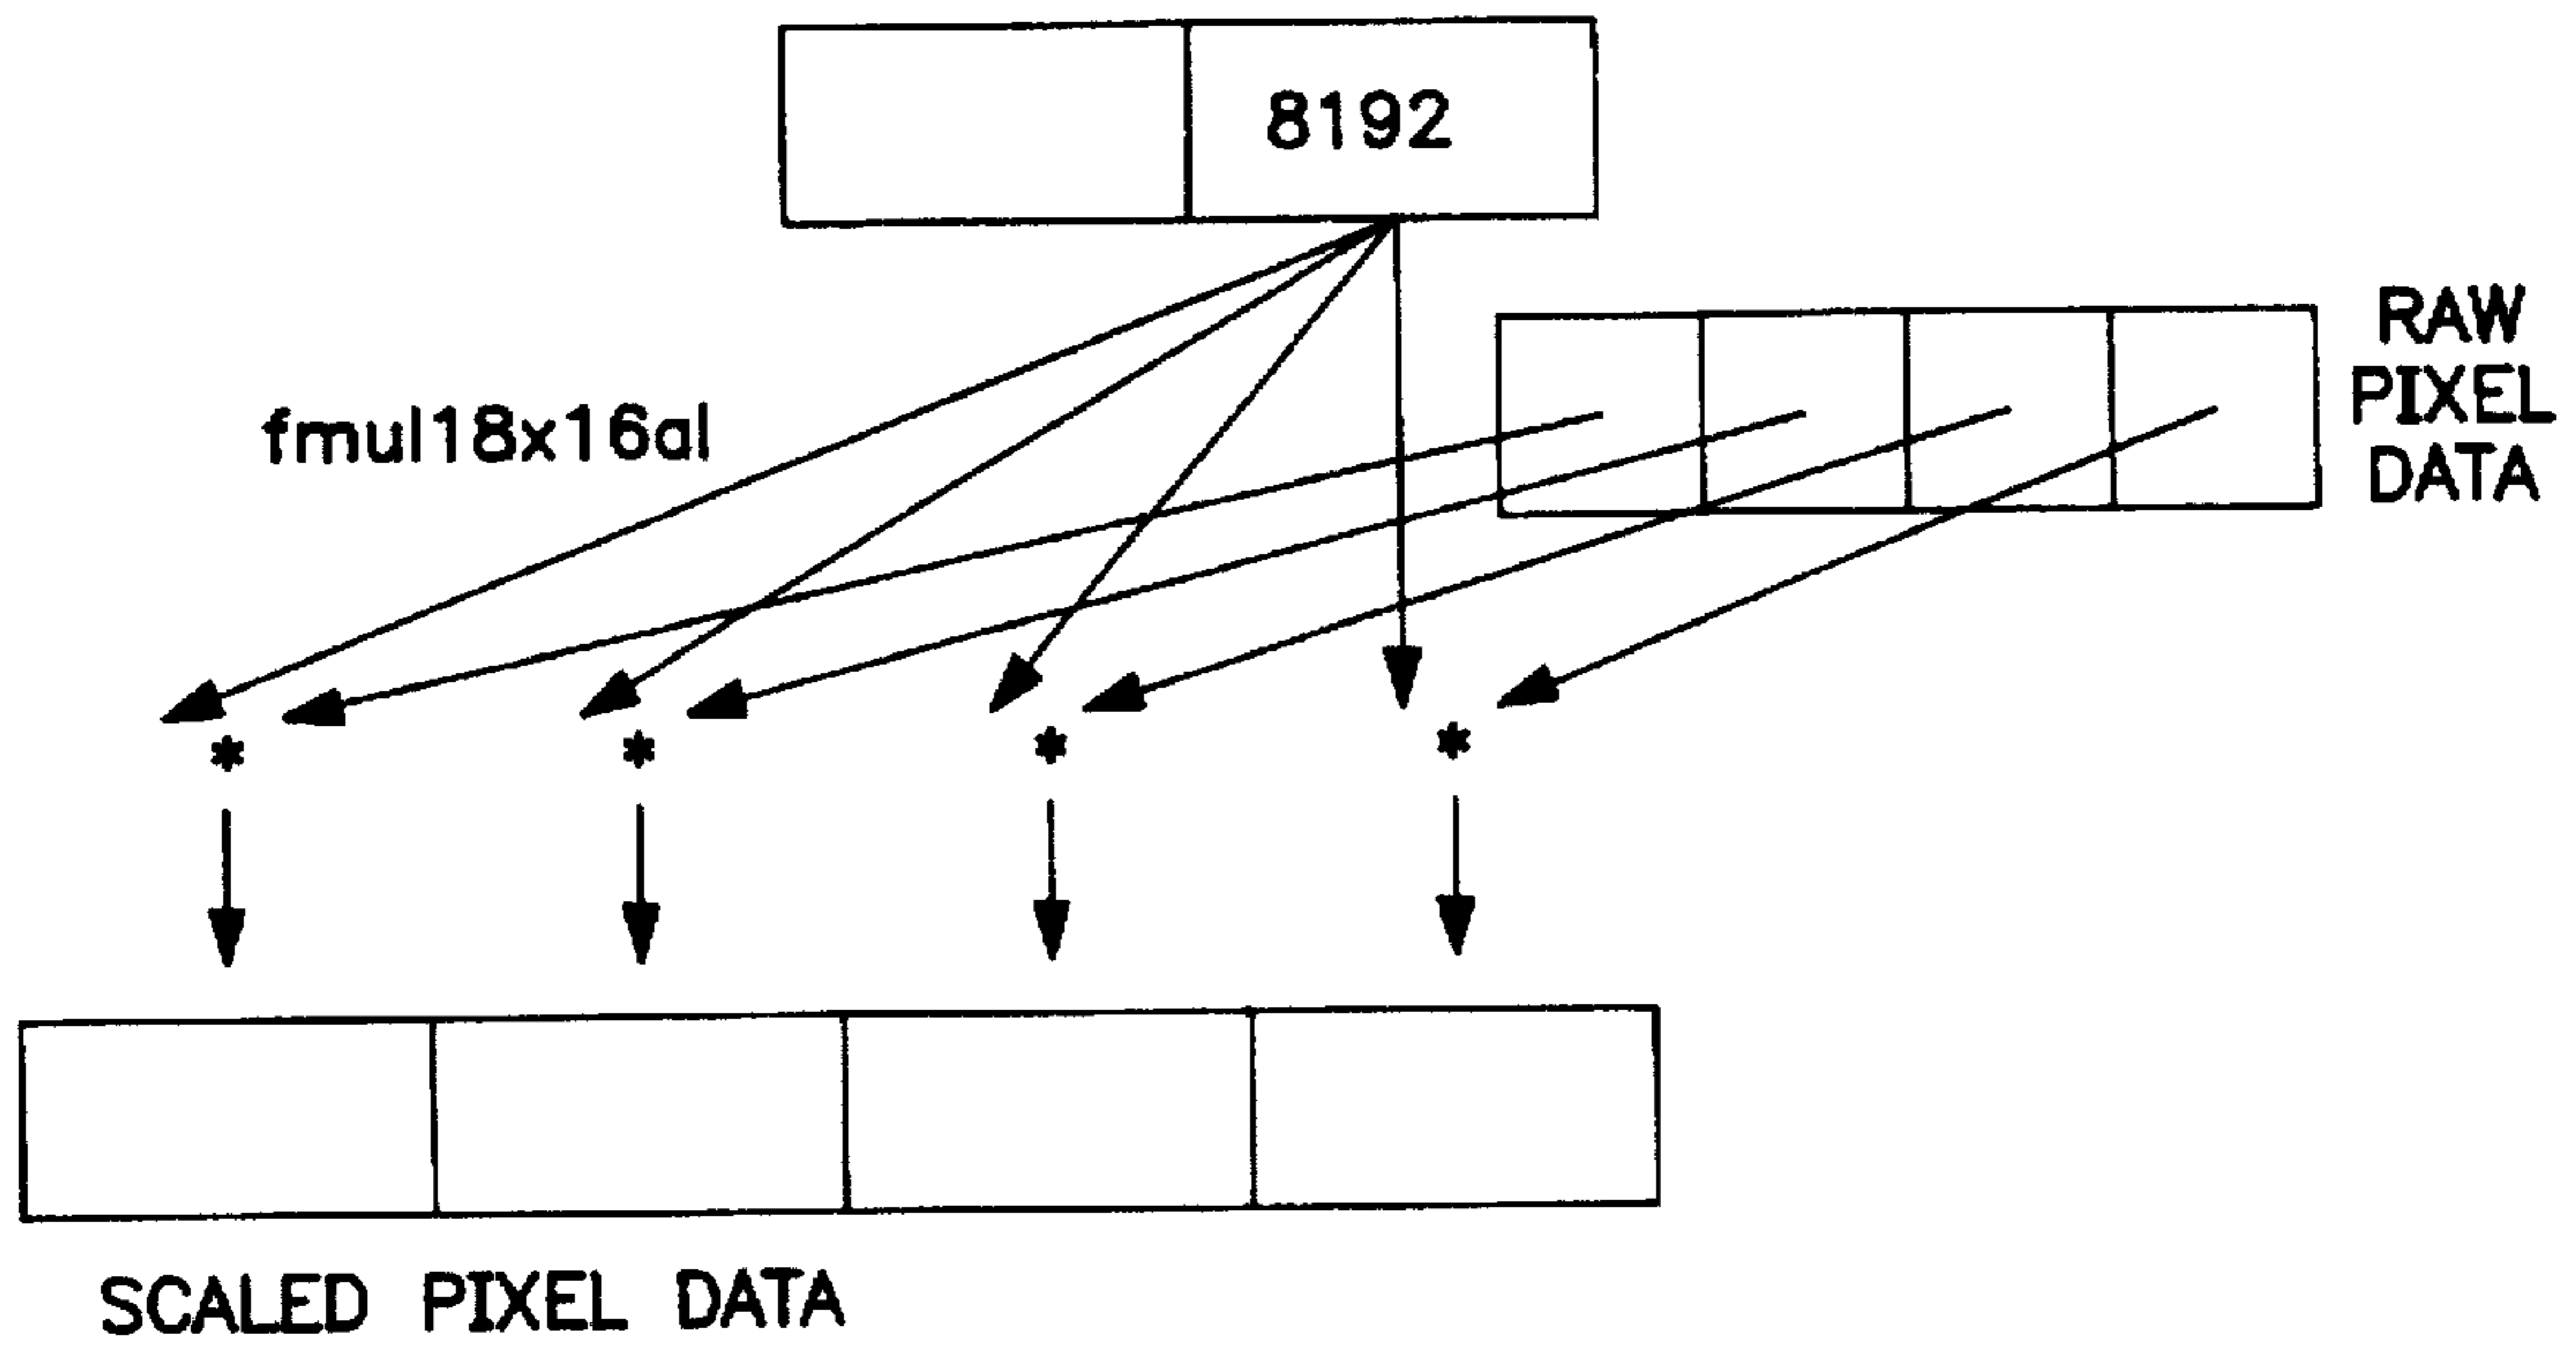 8192
RAW
PIXEL
DATA
fmul18x16al
*
*
*
*
SCALED PIXEL DATA